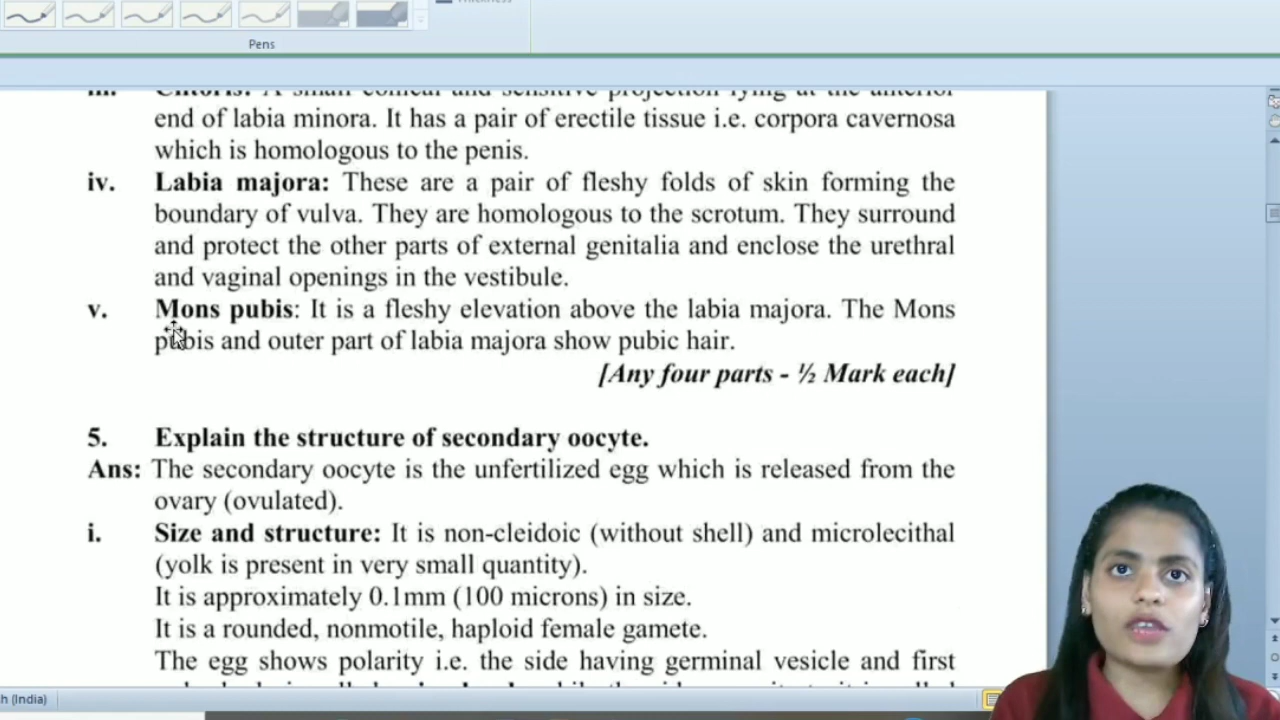 Pens
end of labia minora. It has a pair of erectile tissue i.e. corpora cavernosa
which is homologous to the penis.
iv. Labia majora: These are a pair of fleshy folds of skin forming the
boundary of vulva. They are homologous to the scrotum. They surround
and protect the other parts of external genitalia and enclose the urethral
and vaginal openings in the vestibule.
v. Mons pubis: It is a fleshy elevation above the labia majora. The Mons
pubis and outer part of labia majora show pubic hair.
[Any four parts - ½ Mark each]
5. Explain the structure of secondary oocyte.
Ans: The secondary oocyte is the unfertilized egg which is released from the
ovary (ovulated).
i. Size and structure: It is non-cleidoic (without shell) and microlecithal
(yolk is present in very small quantity).
It is approximately 0.1mm (100 microns) in size.
It is a rounded, nonmotile, haploid female gamete.
The egg shows polarity i.e. the side having germinal vesicle and first
h (India)